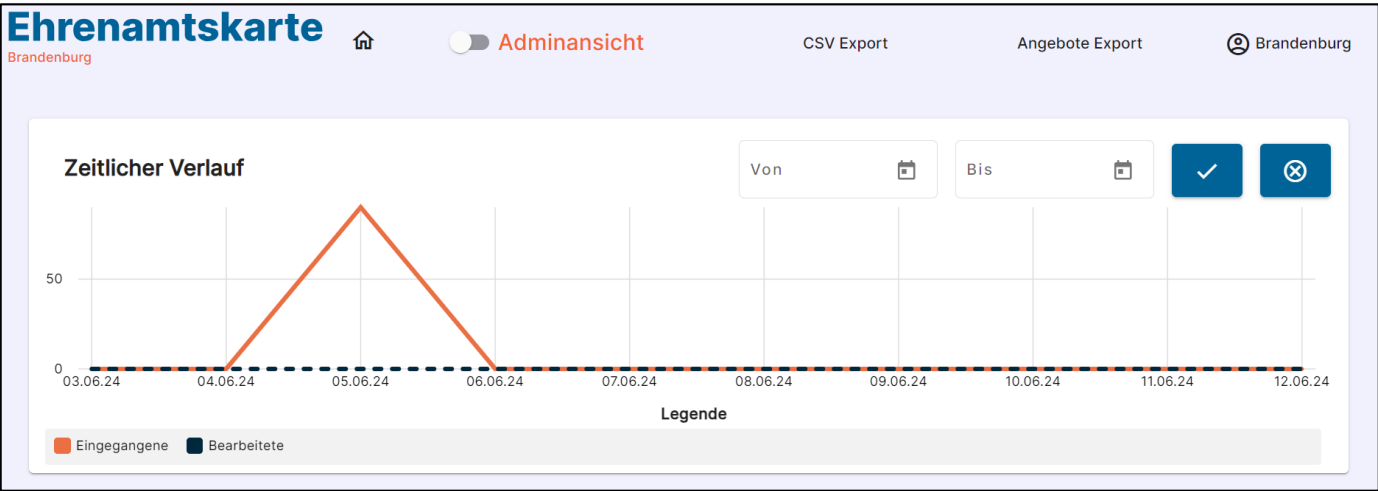 Ehrenamtskarte
Brandenburg
Adminansicht
CSV Export
Angebote Export
Brandenburg
Zeitlicher Verlauf
Von
Bis
50
0
03.06.24 04.06.24 05.06.24 06.06.24 07.06.24 08.06.24 09.06.24 10.06.24 11.06.24 12.06.24
Legende
Eingegangene Bearbeitete